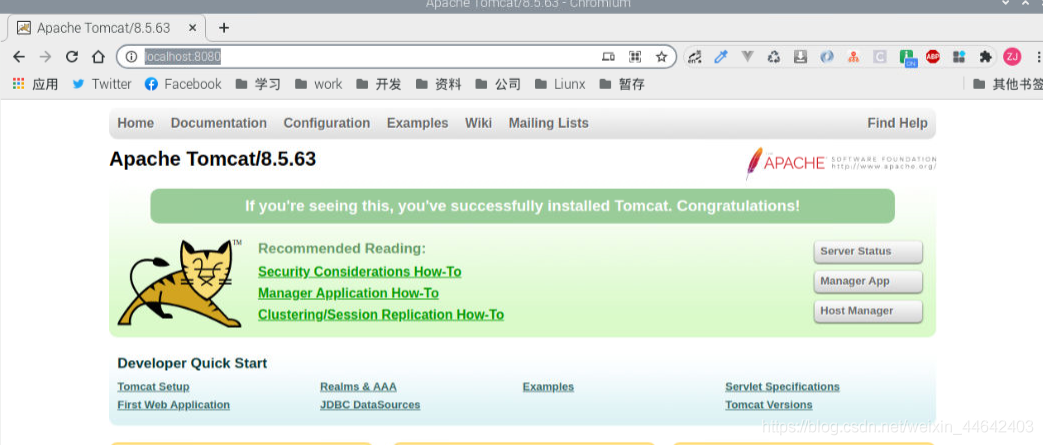 Apache Tomcat/8.5.63 - Chromium
Apache Tomcat/8.5.63
localhost:8080
ABP
ZJ
应用 Twitter Facebook 学习 work 开发 资料 公司 Liunx 暂存 其他书签
Home Documentation Configuration Examples Wiki Mailing Lists Find Help
Apache Tomcat/8.5.63
APACHE SOFTWARE FOUNDATION
http://www.apache.org/
If you're seeing this, you've successfully installed Tomcat. Congratulations!
TM
Recommended Reading:
Security Considerations How-To
Manager Application How-To
Clustering/Session Replication How-To
Server Status
Manager App
Host Manager
Developer Quick Start
Tomcat Setup Realms & AAA Examples Servlet Specifications
First Web Application JDBC DataSources Tomcat Versions
https://blog.csdn.net/weixin_44642403